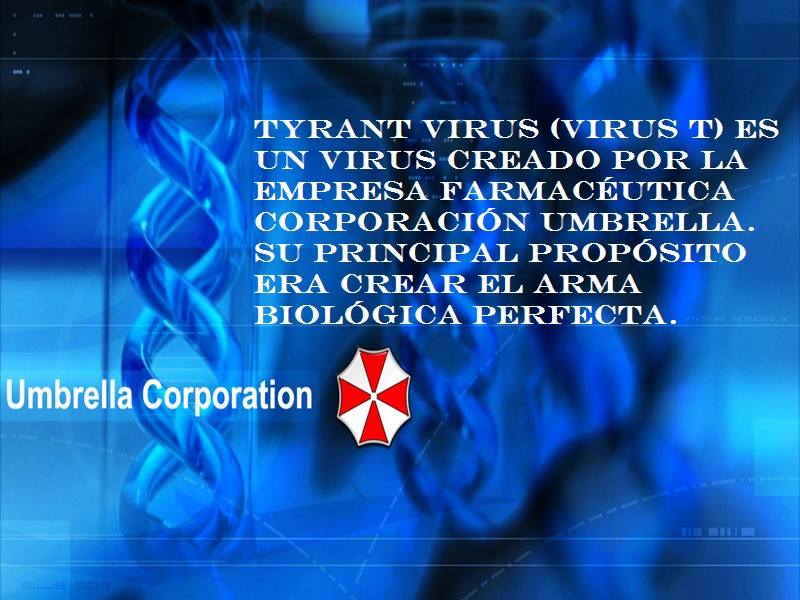 TYRANT VIRUS (VIRUS T) ES
UN VIRUS CREADO POR LA
EMPRESA FARMACÉUTICA
CORPORACIÓN UMBRELLA.
SU PRINCIPAL PROPÓSITO
ERA CREAR EL ARMA
BIOLÓGICA PERFECTA.
Umbrella Corporation